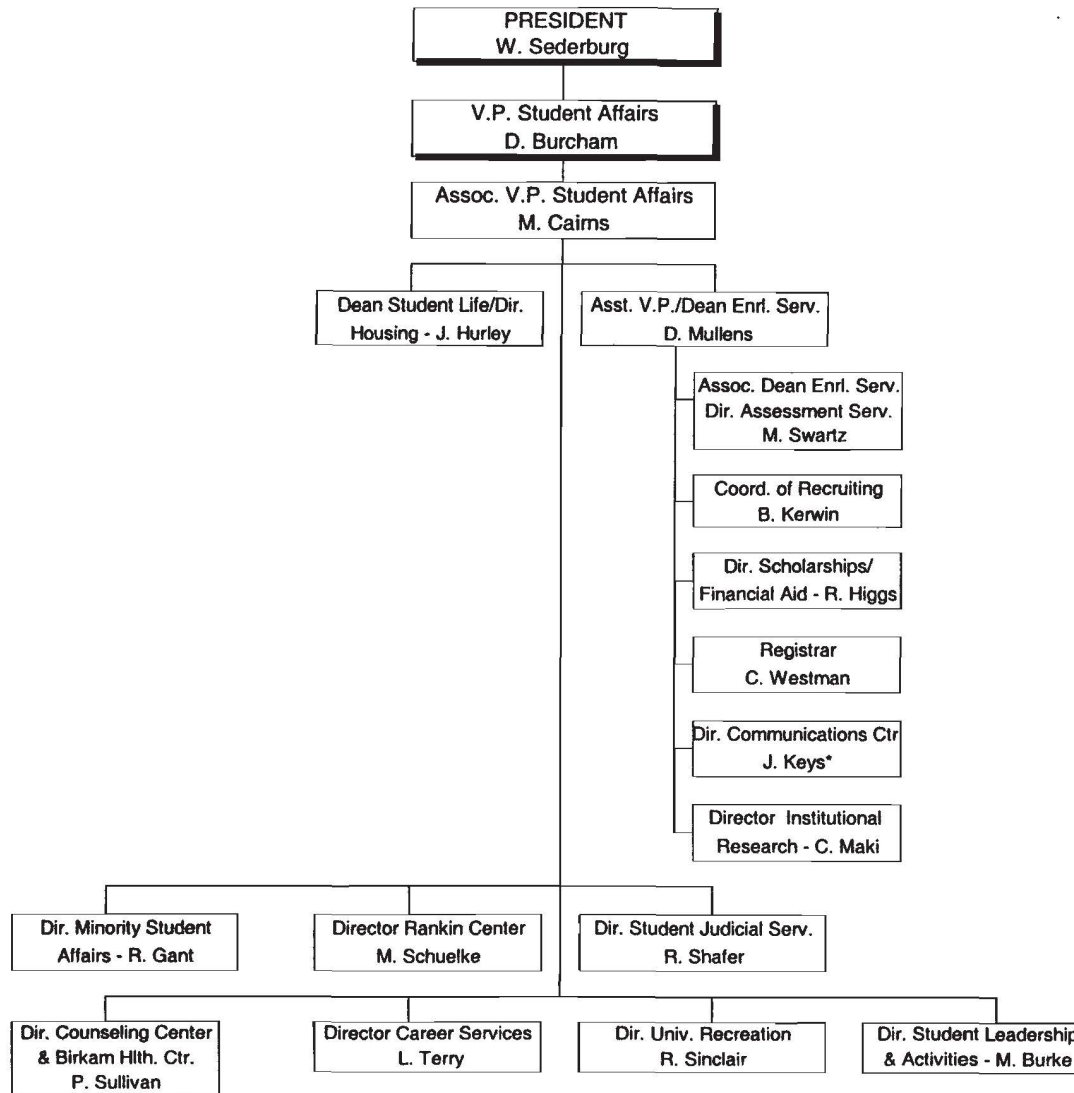 PRESIDENT
W. Sederburg
V.P. Student Affairs
D. Burcham
Assoc. V.P. Student Affairs
M. Cairns
Dean Student Life/Dir.
Housing - J. Hurley
Asst. V.P./Dean Enrl. Serv.
D. Mullens
Assoc. Dean Enrl. Serv.
Dir. Assessment Serv.
M. Swartz
Coord. of Recruiting
B. Kerwin
Dir. Scholarships/
Financial Aid - R. Higgs
Registrar
C. Westman
Dir. Communications Ctr
J. Keys*
Director Institutional
Research - C. Maki
Dir. Minority Student
Affairs - R. Gant
Director Rankin Center
M. Schuelke
Dir. Student Judicial Serv.
R. Shafer
Dir. Counseling Center
& Birkam Hlth. Ctr.
P. Sullivan
Director Career Services
L. Terry
Dir. Univ. Recreation
R. Sinclair
Dir. Student Leadership
& Activities - M. Burke